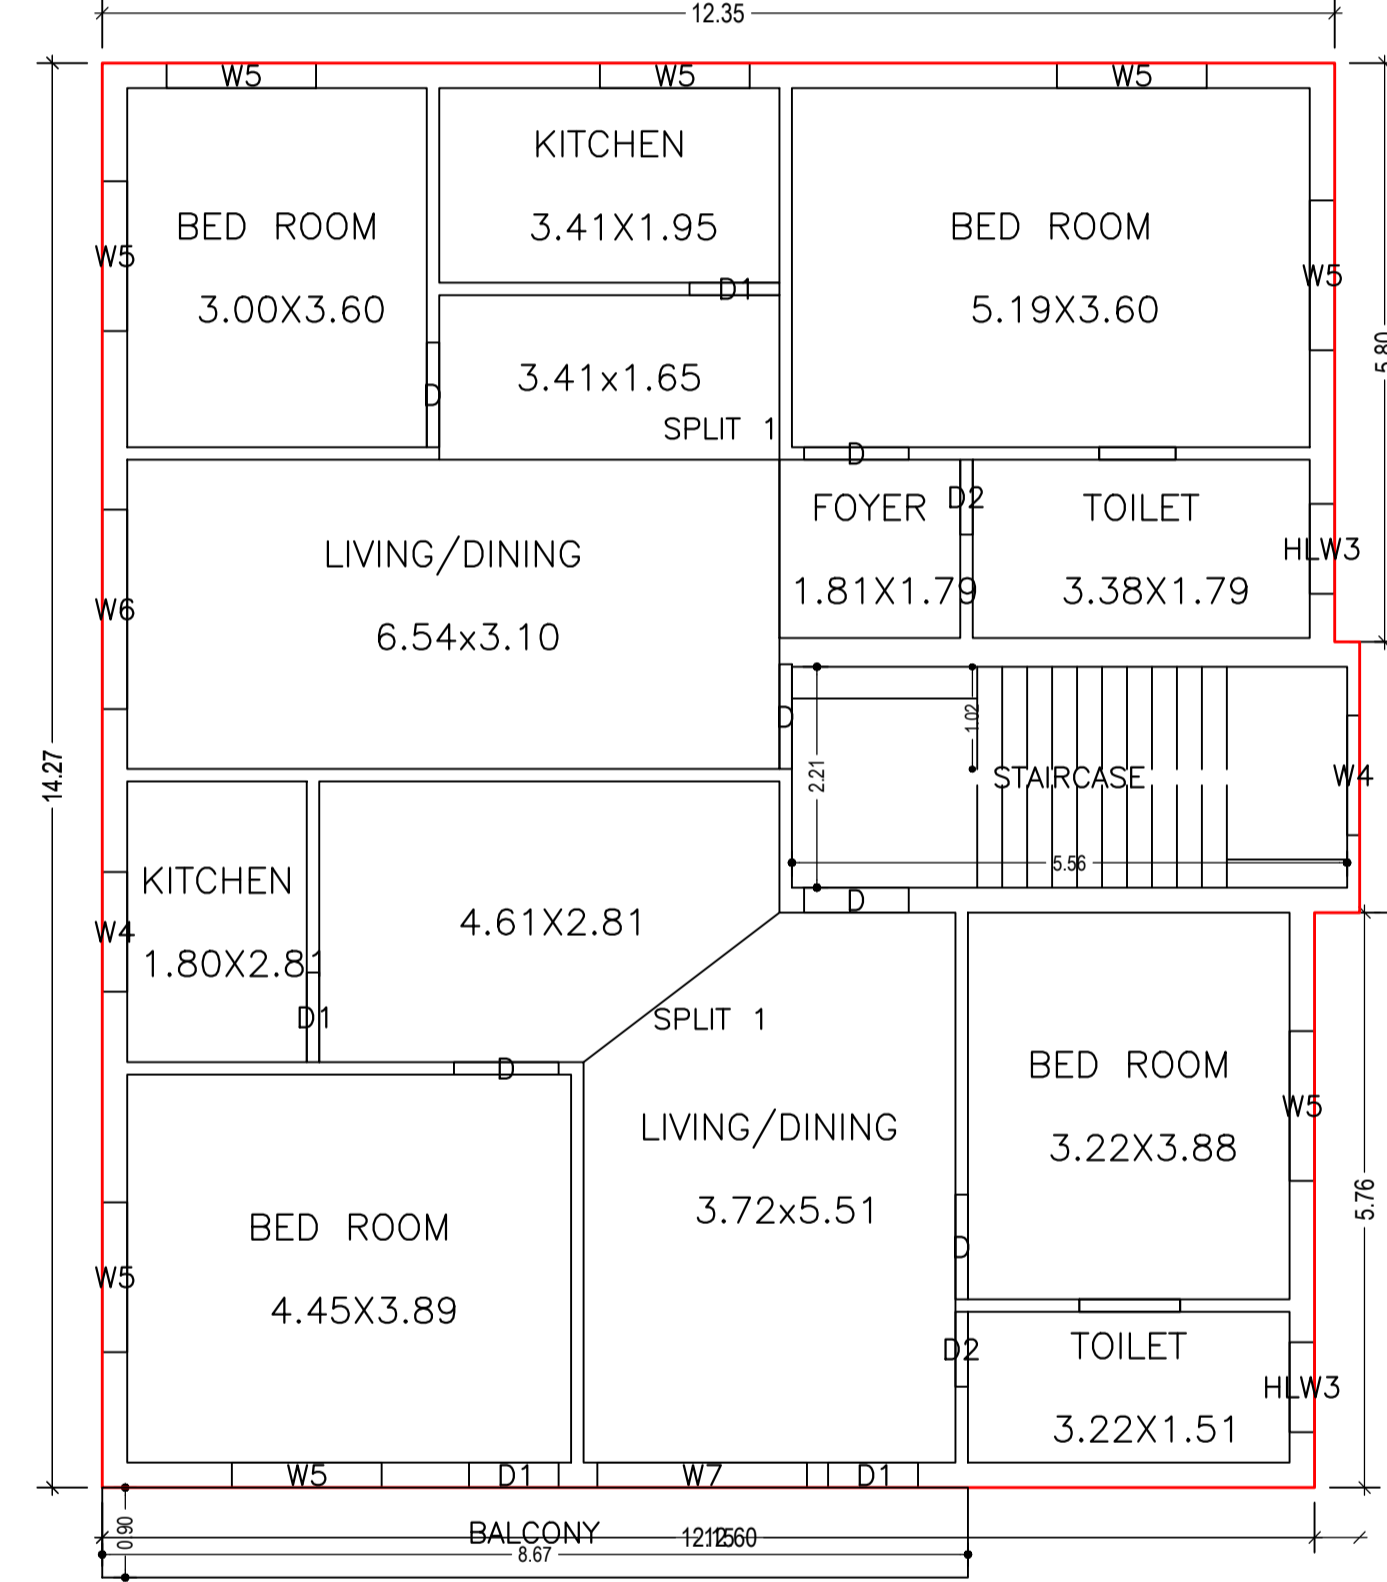 12.35
W5
W5
W5
KITCHEN
3.41X1.95
BED ROOM
3.00X3.60
BED ROOM
5.19X3.60
W5
W5
D1
5.80
3.41x1.65
D
SPLIT 1
D
D2
FOYER
1.81X1.79
TOILET
3.38X1.79
HLW3
LIVING/DINING
6.54x3.10
W6
D
1.02
14.27
2.21
STAIRCASE
W4
5.56
KITCHEN
1.80X2.81
W4
4.61X2.81
D
D1
SPLIT 1
D
BED ROOM
3.22X3.88
W5
LIVING/DINING
3.72x5.51
5.76
BED ROOM
4.45X3.89
W5
D
D2
TOILET
3.22X1.51
HLW3
W5
D1
W7
D1
0.90
BALCONY
8.67